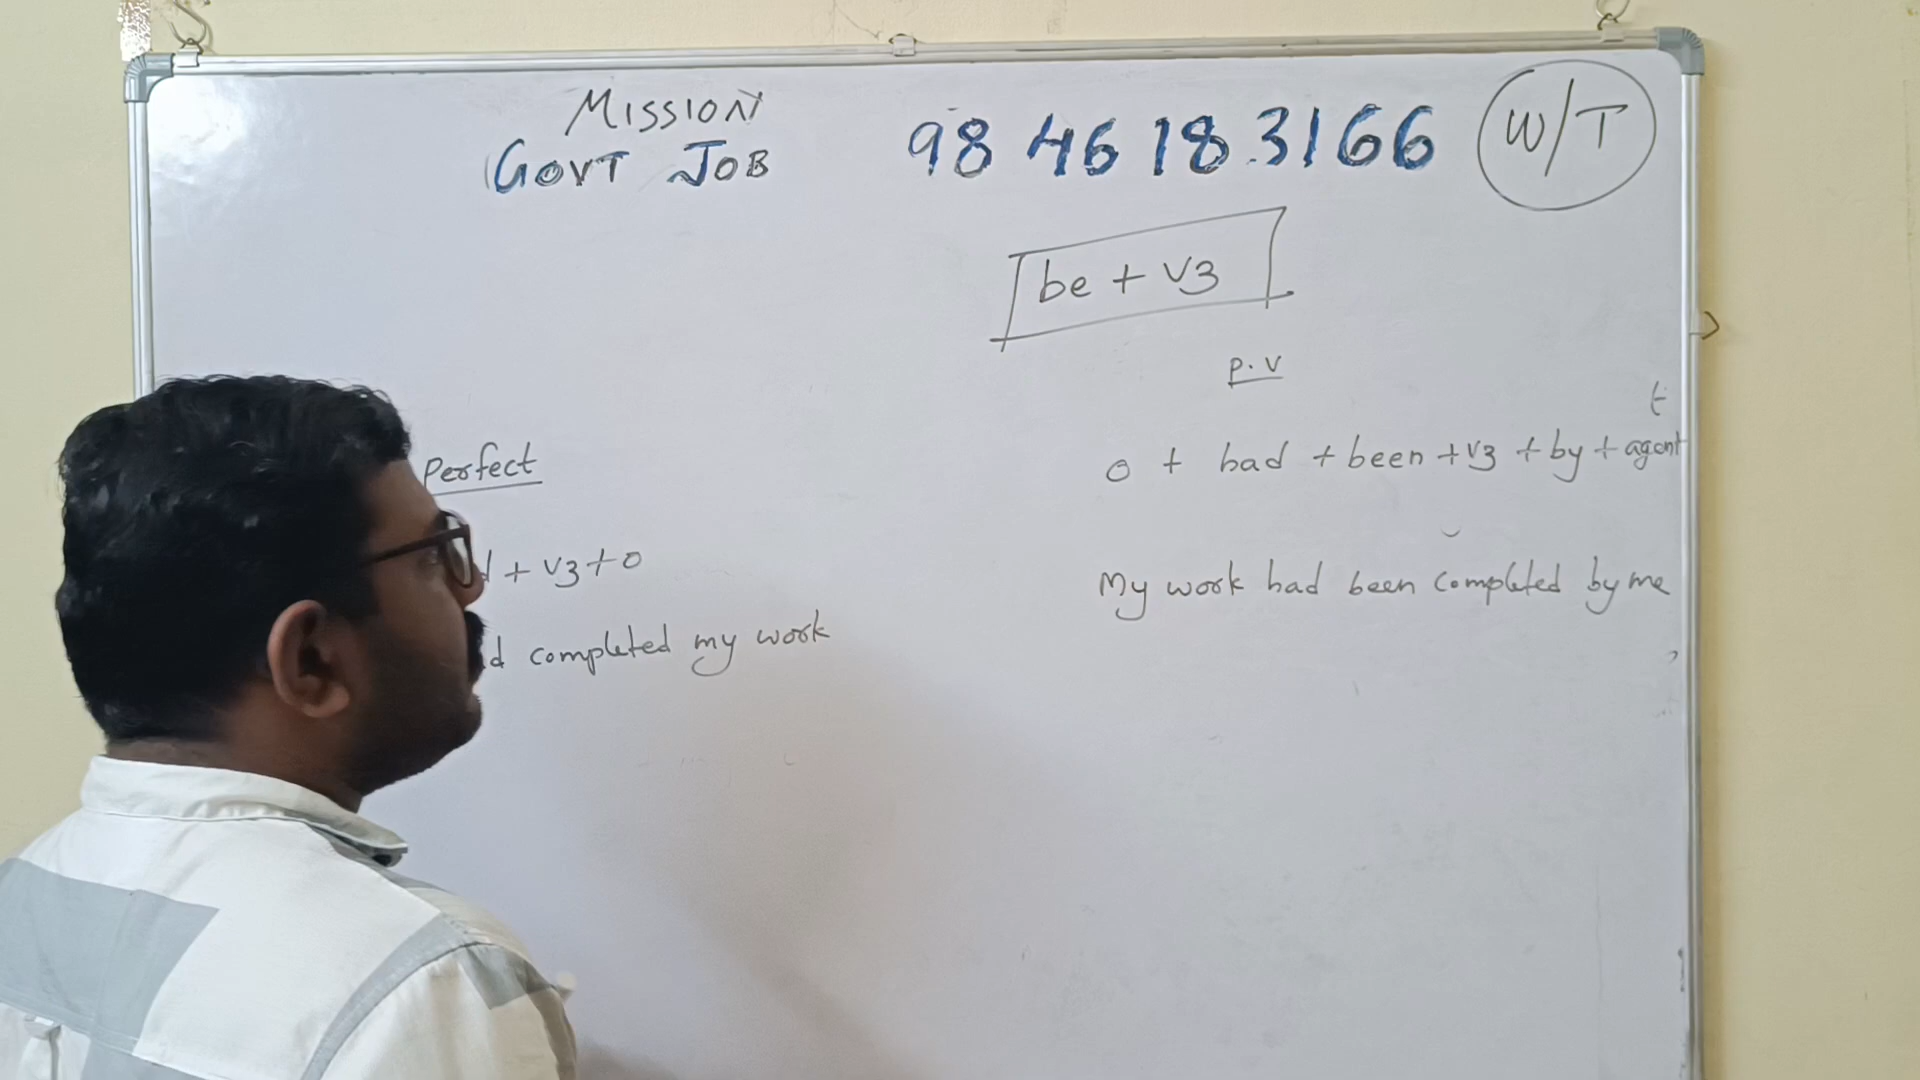 MISSION
GOVT JOB
98 46 18 3166
W/T
be + v3
P.V
Perfect
o + had + been + v3 + by + agent
t
d + v3 + o
My work had been completed by me
d completed my work